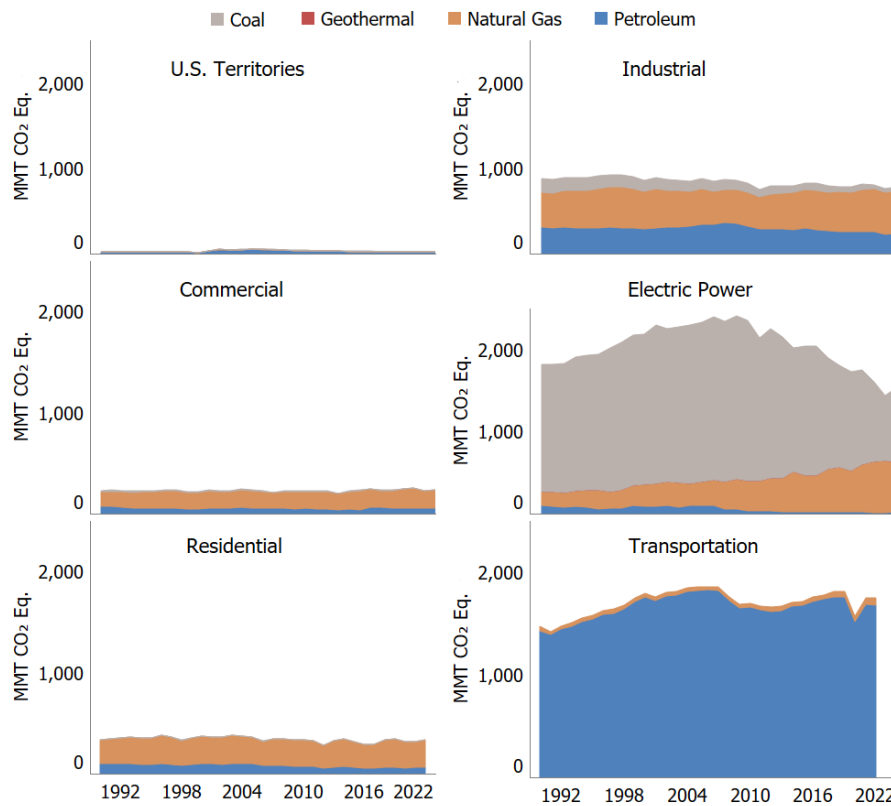 Coal Geothermal Natural Gas Petroleum
U.S. Territories
MMT CO₂ Eq.
2,000
1,000
0
Industrial
MMT CO₂ Eq.
2,000
1,000
0
Commercial
MMT CO₂ Eq.
2,000
1,000
0
Electric Power
MMT CO₂ Eq.
2,000
1,000
0
Residential
MMT CO₂ Eq.
2,000
1,000
0
1992 1998 2004 2010 2016 2022
Transportation
MMT CO₂ Eq.
2,000
1,000
0
1992 1998 2004 2010 2016 2022